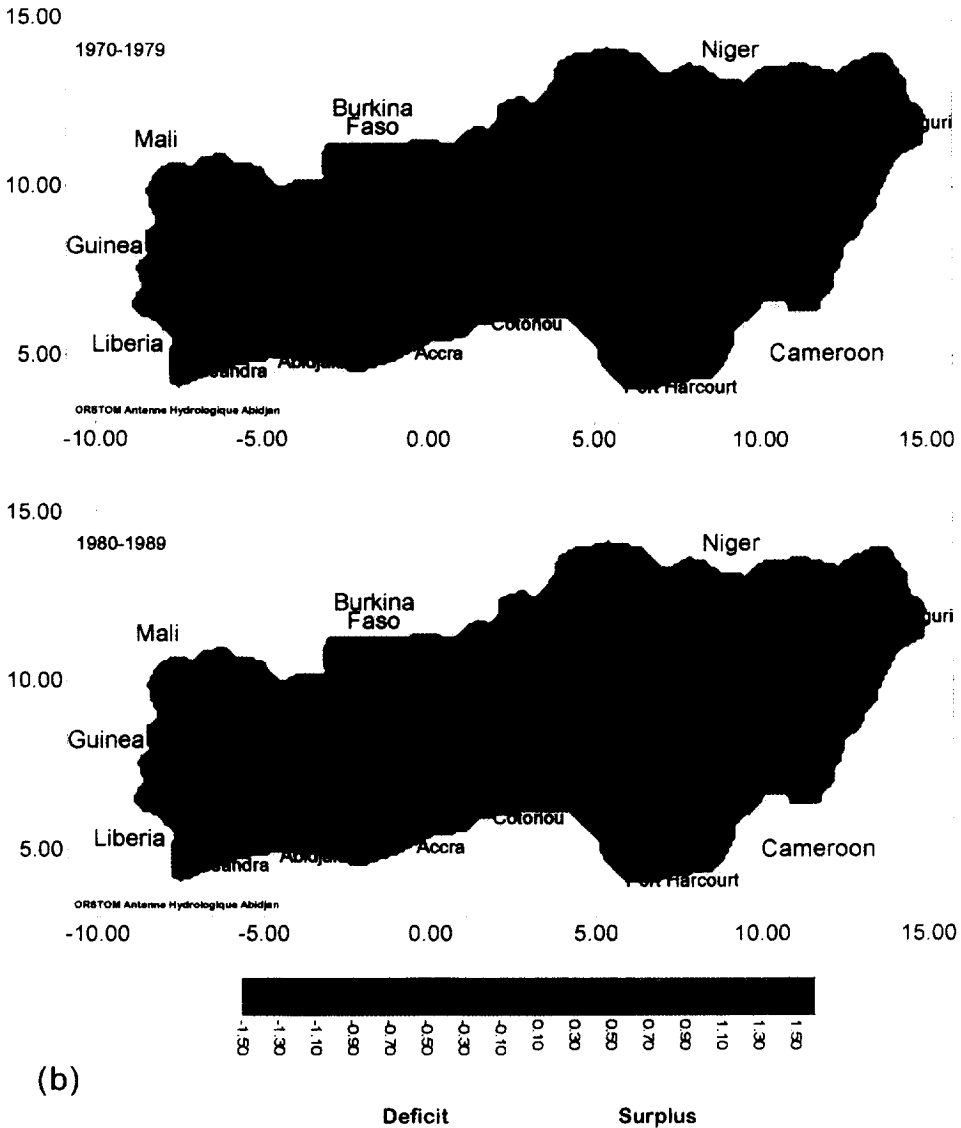 15.00
1970-1979
Niger
Burkina
Faso
Mali
10.00
Guinea
Cotonou
Liberia
5.00
Accra
Cameroon
Port Harcourt
ORSTOM Antenne Hydrologique Abidjan
-10.00 -5.00 0.00 5.00 10.00 15.00
15.00
1980-1989
Niger
Burkina
Faso
Mali
10.00
Guinea
Cotonou
Liberia
5.00
Accra
Cameroon
Port Harcourt
ORSTOM Antenne Hydrologique Abidjan
-10.00 -5.00 0.00 5.00 10.00 15.00
-1.50 -1.30 -1.10 -0.90 -0.70 -0.50 -0.30 -0.10 0.10 0.30 0.50 0.70 0.90 1.10 1.30 1.50
(b)
Deficit Surplus